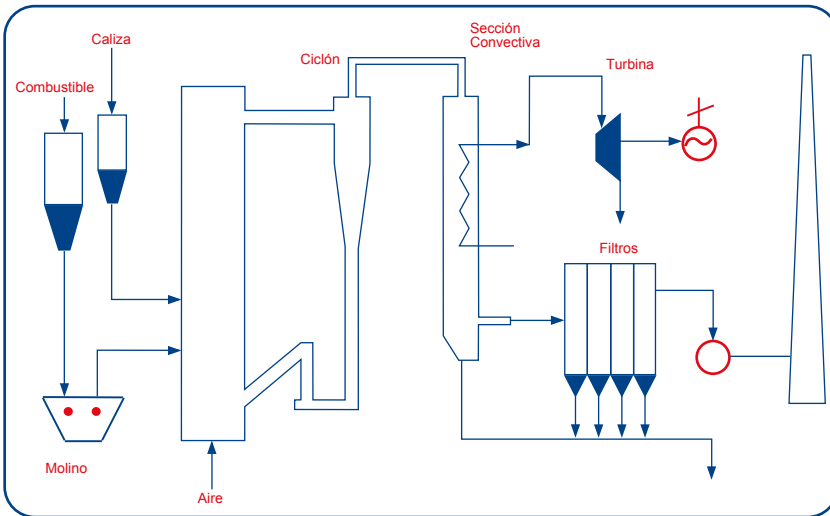 Caliza
Combustible
Ciclón
Sección
Convectiva
Turbina
Filtros
Molino
Aire